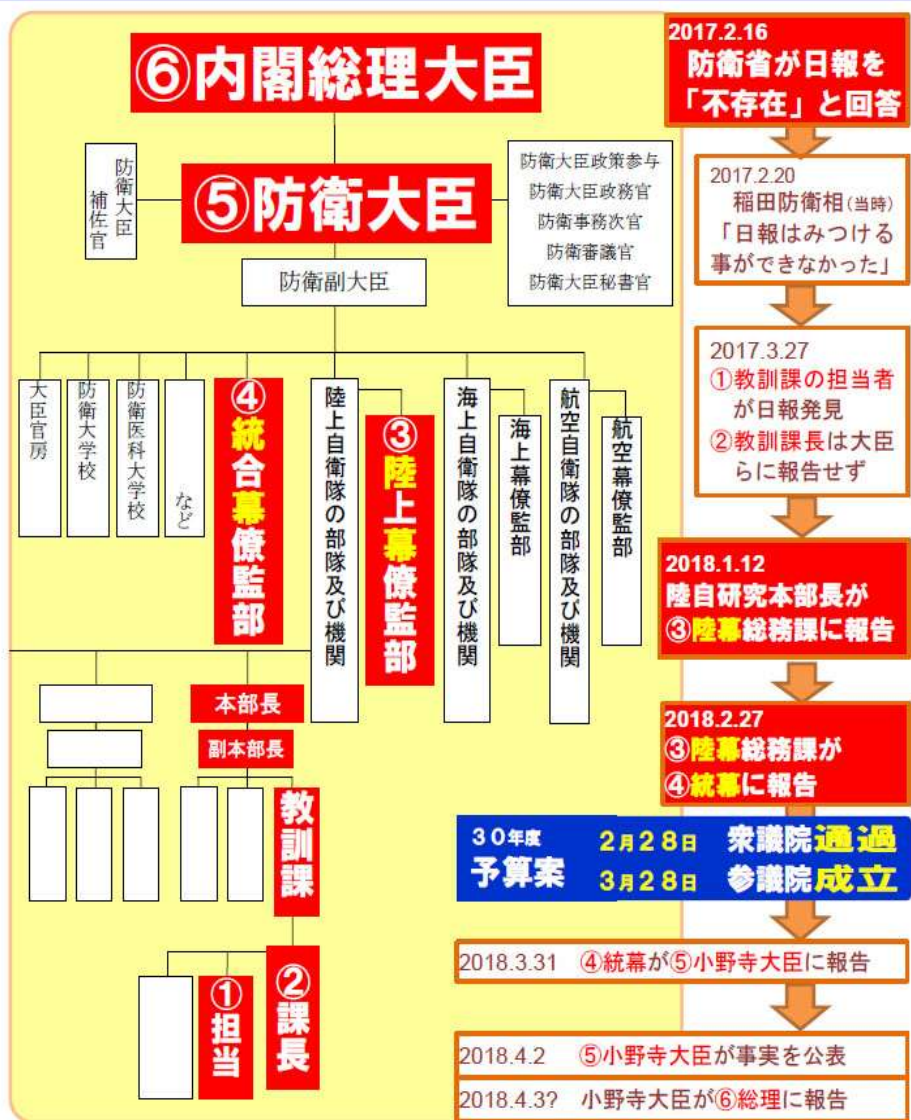 ⑥内閣総理大臣
防衛大臣
補佐官
⑤防衛大臣
防衛大臣政策参与
防衛大臣政務官
防衛事務次官
防衛審議官
防衛大臣秘書官
防衛副大臣
大臣官房
防衛大学校
防衛医科大学校
など
④統合幕僚監部
陸上自衛隊の部隊及び機関
③陸上幕僚監部
海上自衛隊の部隊及び機関
海上幕僚監部
航空自衛隊の部隊及び機関
航空幕僚監部
本部長
副本部長
教訓課
①担当
②課長
2017.2.16
防衛省が日報を
「不存在」と回答
2017.2.20
稲田防衛相(当時)
「日報はみつける
事ができなかった」
2017.3.27
①教訓課の担当者
が日報発見
②教訓課長は大臣
らに報告せず
2018.1.12
陸自研究本部長が
③陸幕総務課に報告
2018.2.27
③陸幕総務課が
④統幕に報告
30年度
予算案
2月28日 衆議院通過
3月28日 参議院成立
2018.3.31 ④統幕が⑤小野寺大臣に報告
2018.4.2 ⑤小野寺大臣が事実を公表
2018.4.3? 小野寺大臣が⑥総理に報告